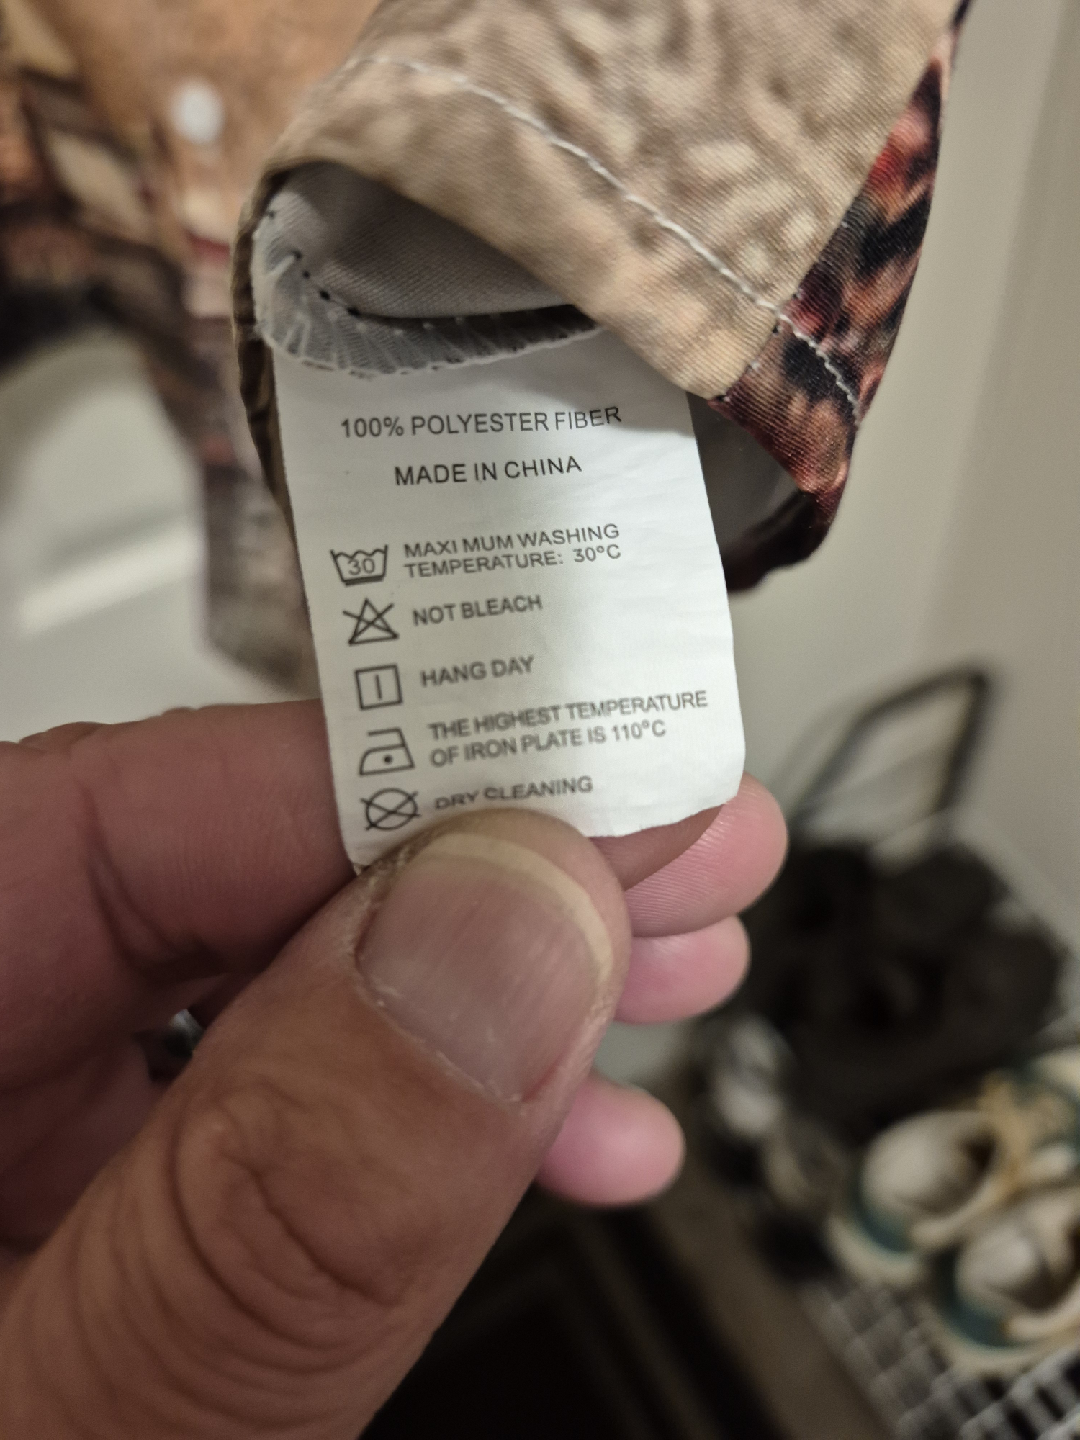 100% POLYESTER FIBER
MADE IN CHINA
30 MAXI MUM WASHING
TEMPERATURE: 30°C
NOT BLEACH
HANG DAY
THE HIGHEST TEMPERATURE
OF IRON PLATE IS 110°C
DRY CLEANING